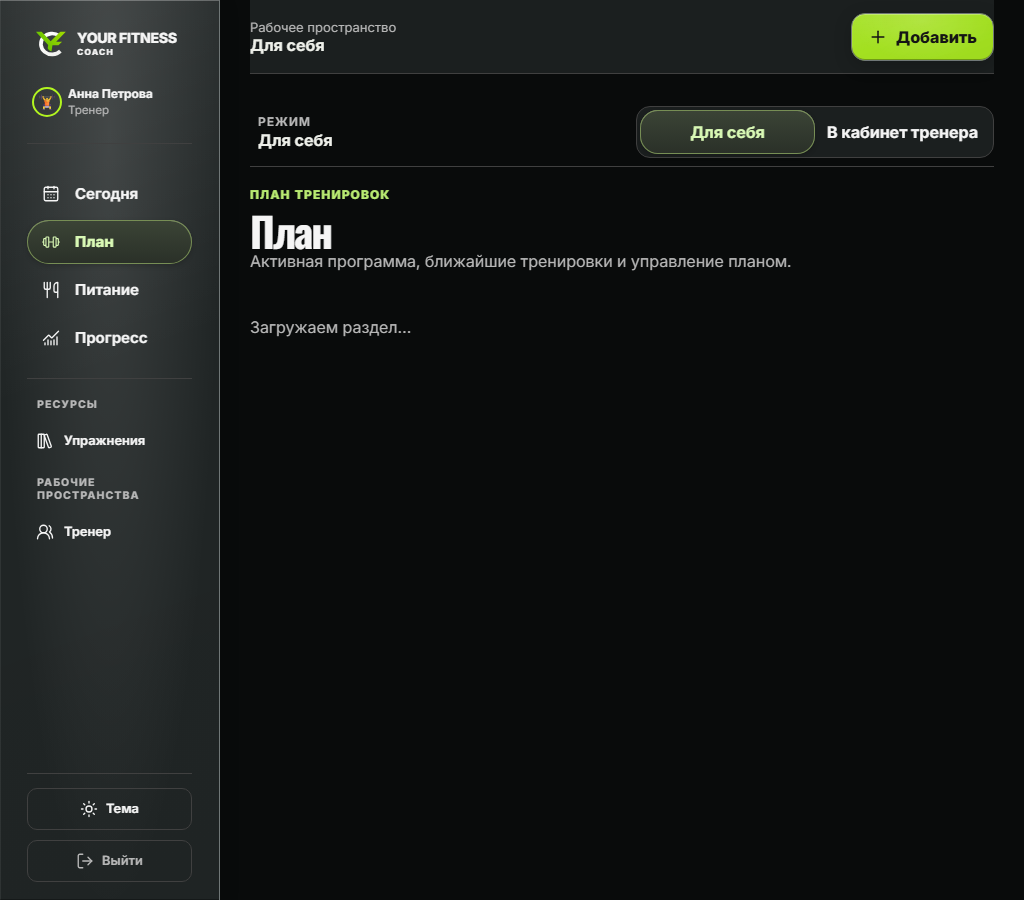 YOUR FITNESS
COACH
Анна Петрова
Тренер
Сегодня
План
Питание
Прогресс
РЕСУРСЫ
Упражнения
РАБОЧИЕ
ПРОСТРАНСТВА
Тренер
Тема
Выйти
Рабочее пространство
Для себя
Добавить
РЕЖИМ
Для себя
Для себя
В кабинет тренера
ПЛАН ТРЕНИРОВОК
План
Активная программа, ближайшие тренировки и управление планом.
Загружаем раздел...